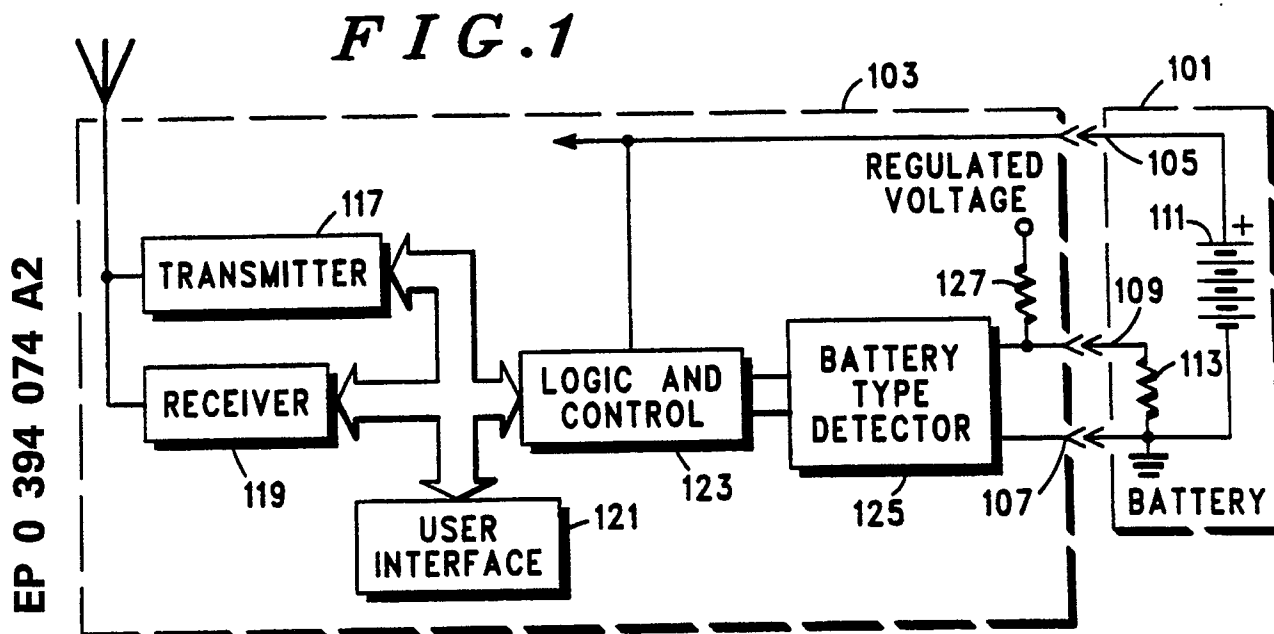 FIG.1
103
101
REGULATED
VOLTAGE
105
111
+
117
TRANSMITTER
127
109
BATTERY
TYPE
DETECTOR
113
LOGIC AND
CONTROL
RECEIVER
119
123
125
107
BATTERY
USER
INTERFACE
121
EP 0 394 074 A2